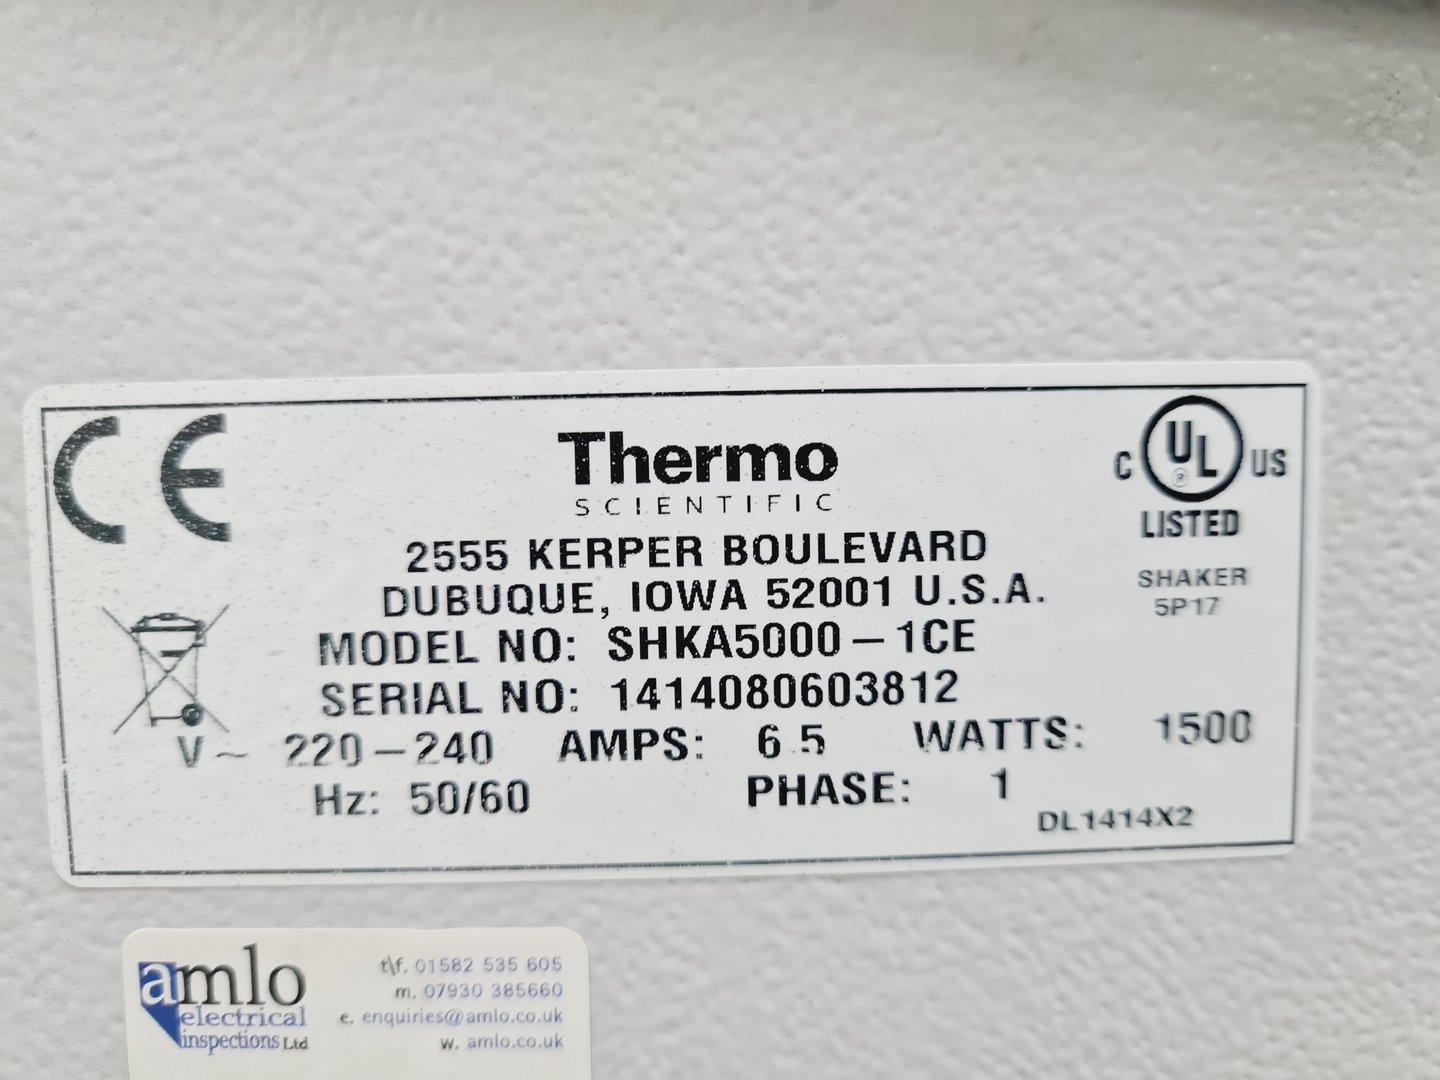 CE
Thermo
SCIENTIFIC
C UL US
®
LISTED
2555 KERPER BOULEVARD
DUBUQUE, IOWA 52001 U.S.A.
SHAKER
5P17
MODEL NO: SHKA5000-1CE
SERIAL NO: 1414080603812
V~ 220-240 AMPS: 6.5 WATTS: 1500
Hz: 50/60 PHASE: 1
DL1414X2
amlo
electrical
inspections Ltd
t\f. 01582 535 605
m. 07930 385660
e. enquiries@amlo.co.uk
w. amlo.co.uk